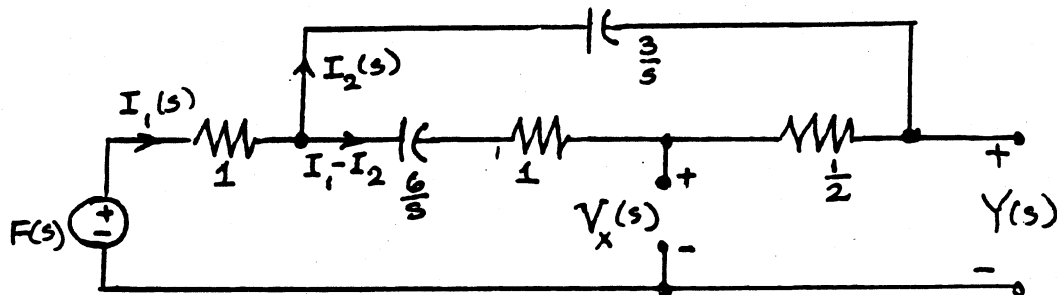 3/s
I₂(s)
I₁(s)
1
I₁-I₂
6/s
1
1/2
+
+
F(s)
+
-
Vₓ(s)
Y(s)
-
-